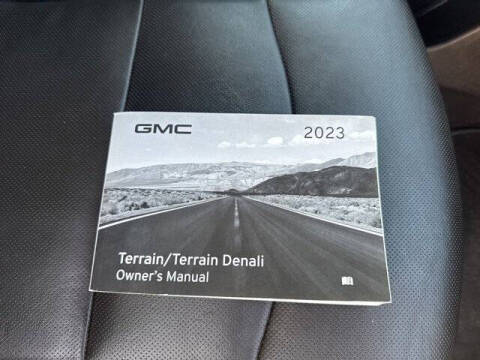 GMC
2023
Terrain/Terrain Denali
Owner's Manual